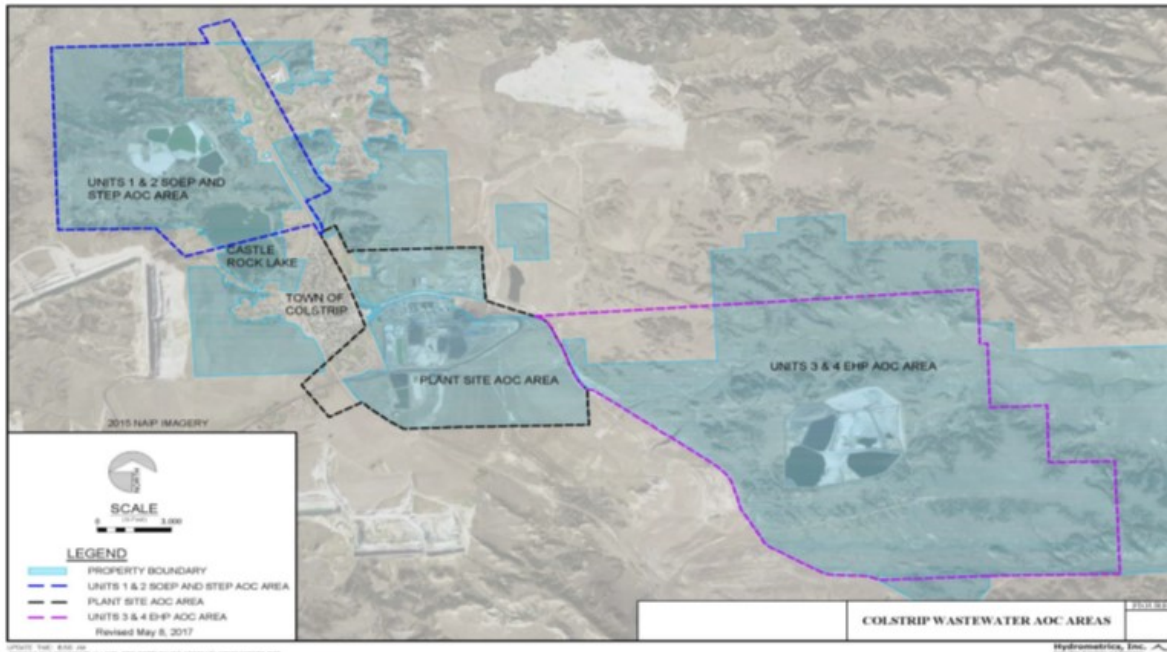 UNITS 1 & 2 SOEP AND
STEP AOC AREA
CASTLE
ROCK LAKE
TOWN OF
COLSTRIP
PLANT SITE AOC AREA
UNITS 3 & 4 EHP AOC AREA
2015 NAIP IMAGERY
NORTH
SCALE
0 (in Feet) 3,000
LEGEND
PROPERTY BOUNDARY
UNITS 1 & 2 SOEP AND STEP AOC AREA
PLANT SITE AOC AREA
UNITS 3 & 4 EHP AOC AREA
Revised May 8, 2017
COLSTRIP WASTEWATER AOC AREAS
Hydrometrics, Inc.